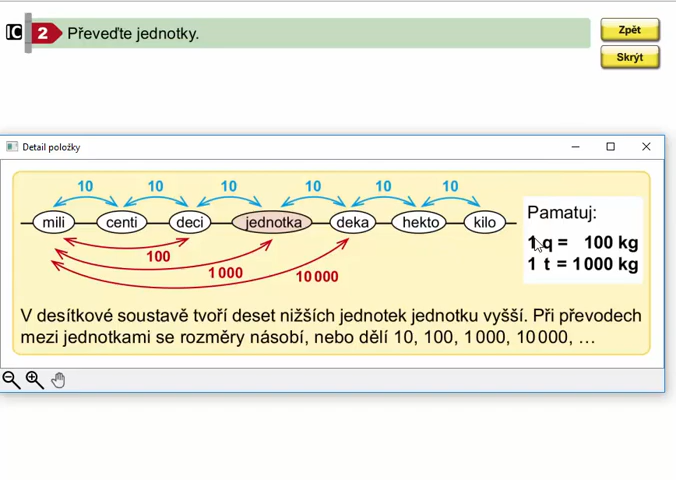 2 Převeďte jednotky.
Zpět
Skrýt
Detail položky
10 10 10 10 10 10
mili centi deci jednotka deka hekto kilo
100
1 000
10 000
Pamatuj:
1 q = 100 kg
1 t = 1 000 kg
V desítkové soustavě tvoří deset nižších jednotek jednotku vyšší. Při převodech
mezi jednotkami se rozměry násobí, nebo dělí 10, 100, 1 000, 10 000, …